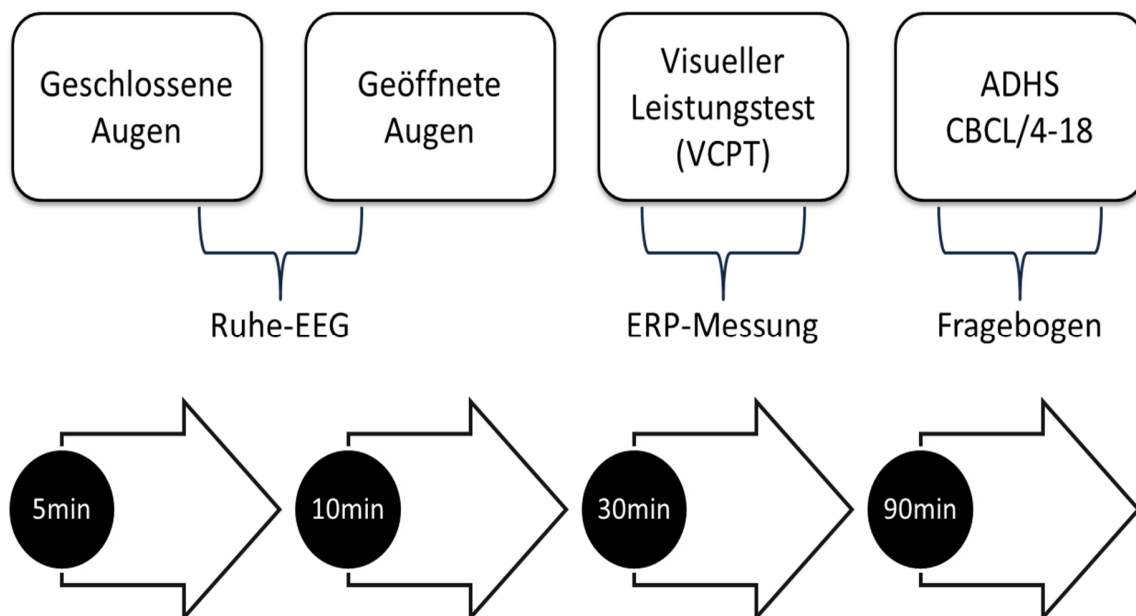 Geschlossene
Augen
Geöffnete
Augen
Visueller
Leistungstest
(VCPT)
ADHS
CBCL/4-18
Ruhe-EEG
ERP-Messung
Fragebogen
5min
10min
30min
90min